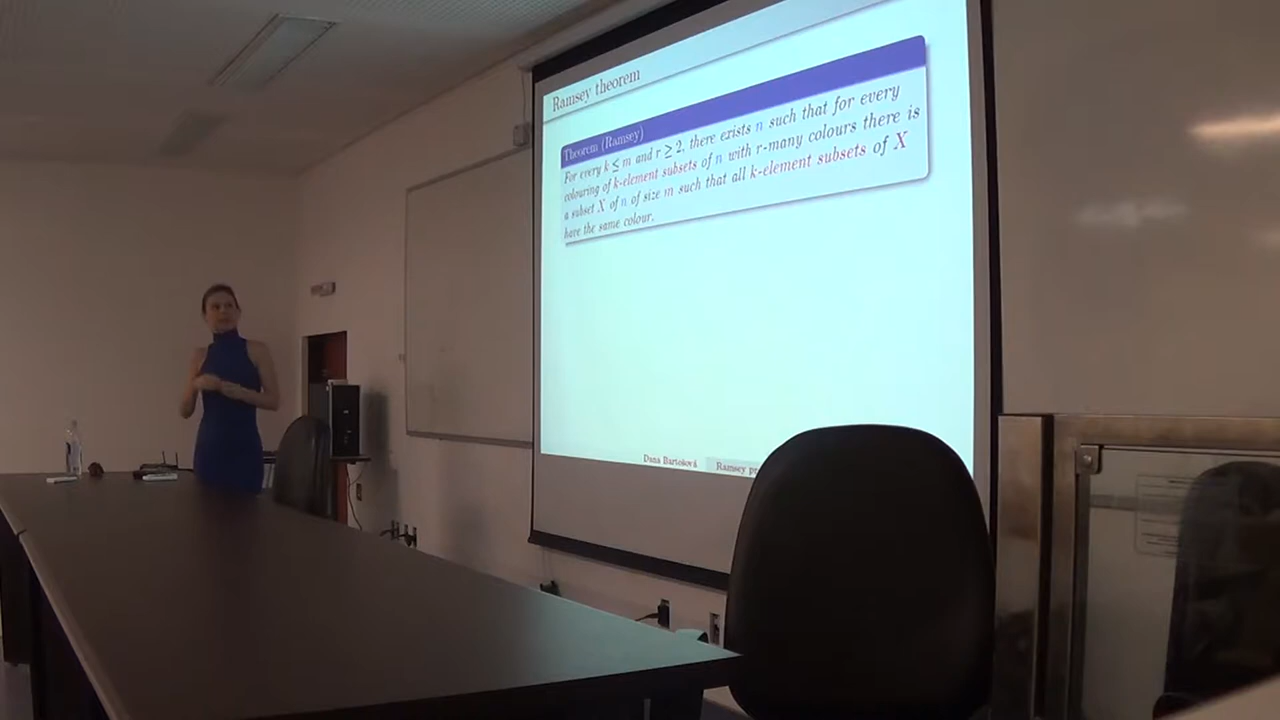 Ramsey theorem
Theorem (Ramsey)
For every k ≤ m and r ≥ 2, there exists n such that for every
colouring of k-element subsets of n with r-many colours there is
a subset X of n of size m such that all k-element subsets of X
have the same colour.
Dana Bartošová Ramsey